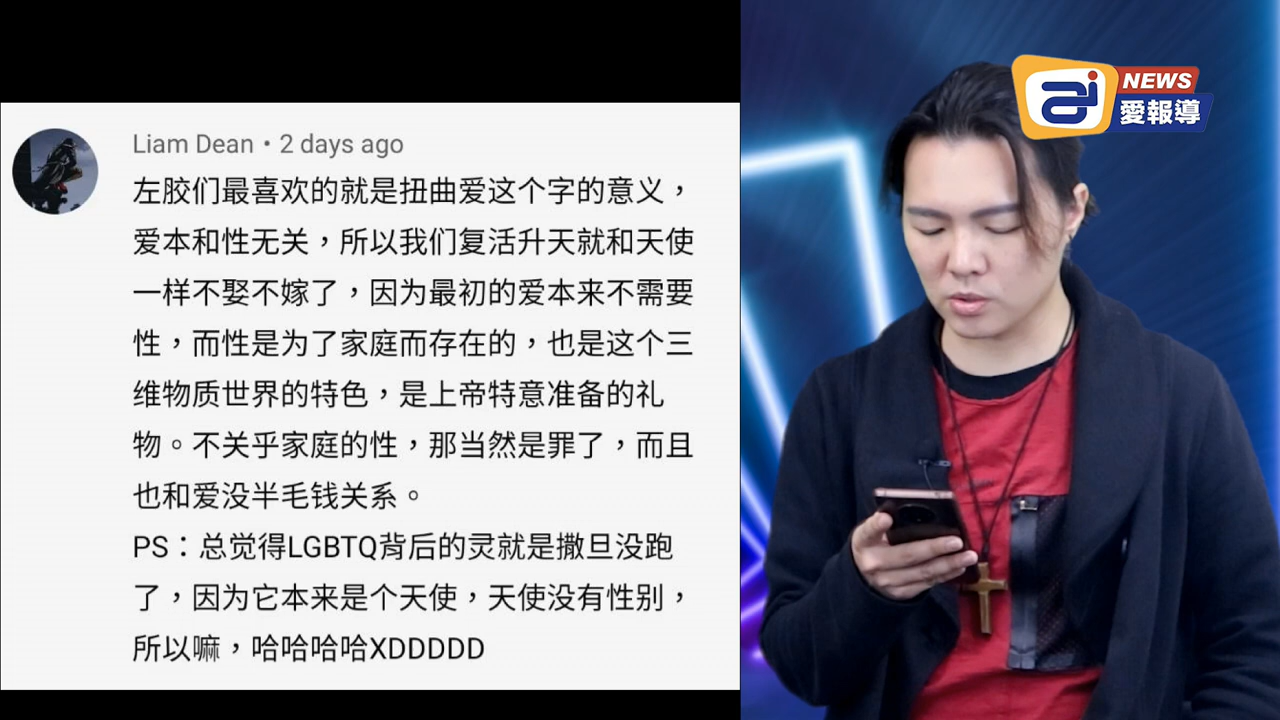 Liam Dean • 2 days ago
左胶们最喜欢的就是扭曲爱这个字的意义，
爱本和性无关，所以我们复活升天就和天使
一样不娶不嫁了，因为最初的爱本来不需要
性，而性是为了家庭而存在的，也是这个三
维物质世界的特色，是上帝特意准备的礼
物。不关乎家庭的性，那当然是罪了，而且
也和爱没半毛钱关系。
PS：总觉得LGBTQ背后的灵就是撒旦没跑
了，因为它本来是个天使，天使没有性别，
所以嘛，哈哈哈哈XDDDDD
ai NEWS
愛報導